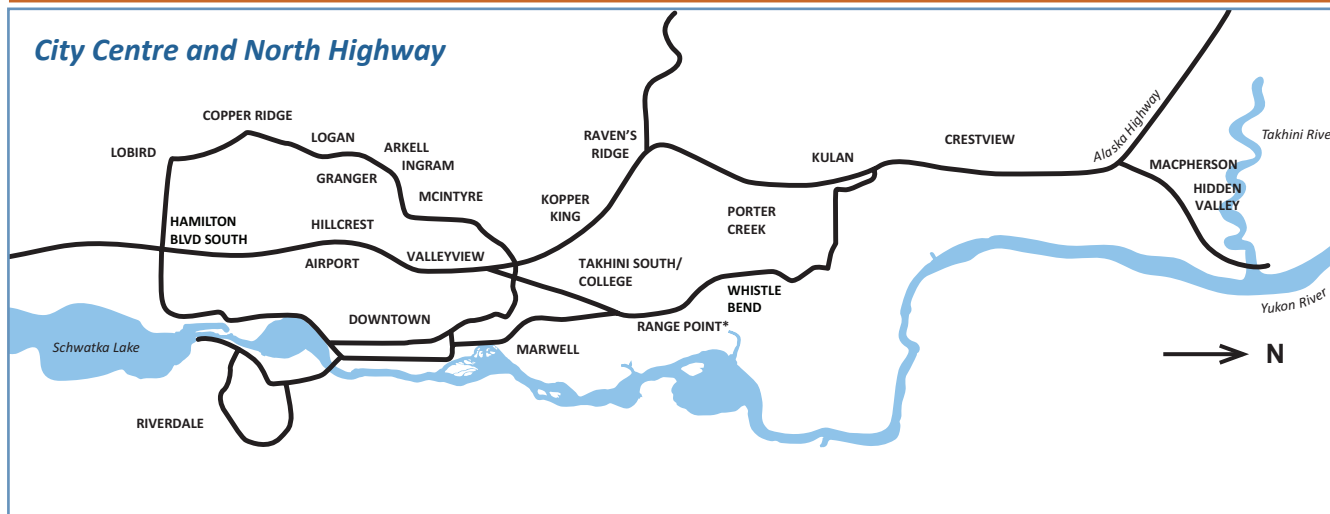 City Centre and North Highway
COPPER RIDGE
LOGAN
LOBIRD
ARKELL
INGRAM
GRANGER
MCINTYRE
RAVEN'S
RIDGE
KULAN
CRESTVIEW
Alaska Highway
Takhini River
MACPHERSON
HIDDEN
VALLEY
HAMILTON
BLVD SOUTH
HILLCREST
AIRPORT
VALLEYVIEW
KOPPER
KING
PORTER
CREEK
TAKHINI SOUTH/
COLLEGE
WHISTLE
BEND
Yukon River
DOWNTOWN
RANGE POINT*
Schwatka Lake
MARWELL
N
RIVERDALE